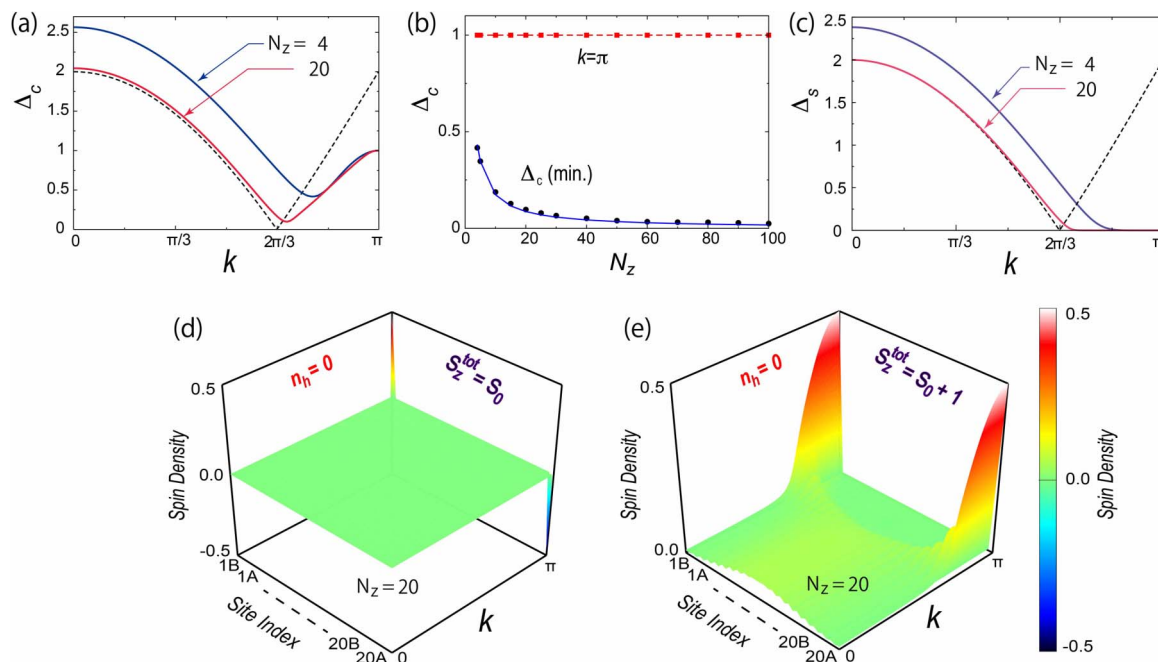 (a)
2.5
2
1.5
1
0.5
0
Δc
N_z = 4
20
0
π/3
2π/3
π
k
(b)
1
0.5
0
Δc
k=π
Δc (min.)
0
20
40
60
80
100
N_z
(c)
2.5
2
1.5
1
0.5
0
Δs
N_z = 4
20
0
π/3
2π/3
π
k
(d)
n_h = 0
S_z^tot = S_0
0.5
0.0
-0.5
Spin Density
1B
1A
20B
20A
Site Index
N_z = 20
0
π
k
(e)
n_h = 0
S_z^tot = S_0 + 1
0.5
0.0
Spin Density
1B
1A
20B
20A
Site Index
N_z = 20
0
π
k
0.5
0.0
-0.5
Spin Density